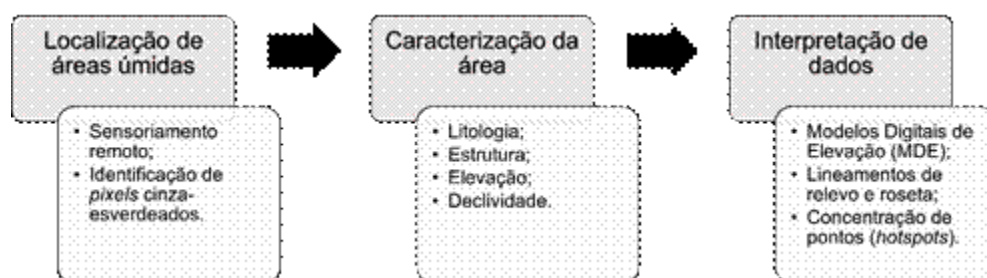 Localização de
áreas úmidas
• Sensoriamento
remoto;
• Identificação de
pixels cinza-
esverdeados.
Caracterização da
área
• Litologia;
• Estrutura;
• Elevação;
• Declividade.
Interpretação de
dados
• Modelos Digitais de
Elevação (MDE);
• Lineamentos de
relevo e roseta;
• Concentração de
pontos (hotspots).